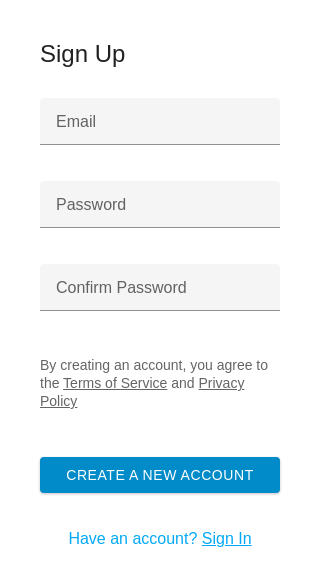 Sign Up
Email
Password
Confirm Password
By creating an account, you agree to
the Terms of Service and Privacy
Policy
CREATE A NEW ACCOUNT
Have an account? Sign In